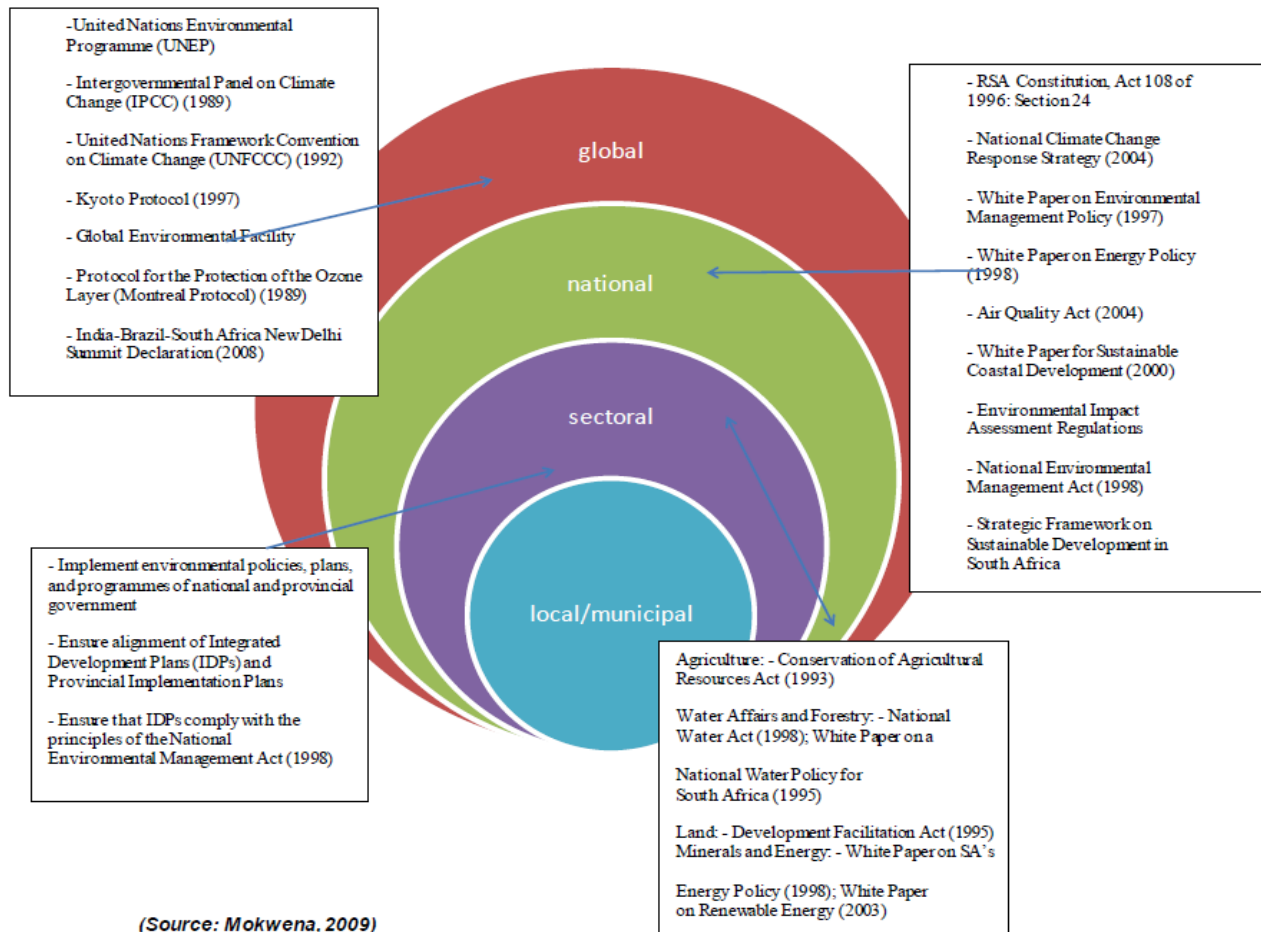 -United Nations Environmental
Programme (UNEP)
- Intergovernmental Panel on Climate
Change (IPCC) (1989)
- United Nations Framework Convention
on Climate Change (UNFCCC) (1992)
- Kyoto Protocol (1997)
- Global Environmental Facility
- Protocol for the Protection of the Ozone
Layer (Montreal Protocol) (1989)
- India-Brazil-South Africa New Delhi
Summit Declaration (2008)
global
national
sectoral
local/municipal
- RSA Constitution, Act 108 of
1996: Section 24
- National Climate Change
Response Strategy (2004)
- White Paper on Environmental
Management Policy (1997)
- White Paper on Energy Policy
(1998)
- Air Quality Act (2004)
- White Paper for Sustainable
Coastal Development (2000)
- Environmental Impact
Assessment Regulations
- National Environmental
Management Act (1998)
- Strategic Framework on
Sustainable Development in
South Africa
- Implement environmental policies, plans,
and programmes of national and provincial
government
- Ensure alignment of Integrated
Development Plans (IDPs) and
Provincial Implementation Plans
- Ensure that IDPs comply with the
principles of the National
Environmental Management Act (1998)
Agriculture: - Conservation of Agricultural
Resources Act (1993)
Water Affairs and Forestry: - National
Water Act (1998); White Paper on a
National Water Policy for
South Africa (1995)
Land: - Development Facilitation Act (1995)
Minerals and Energy: - White Paper on SA's
Energy Policy (1998); White Paper
on Renewable Energy (2003)
(Source: Mokwena, 2009)